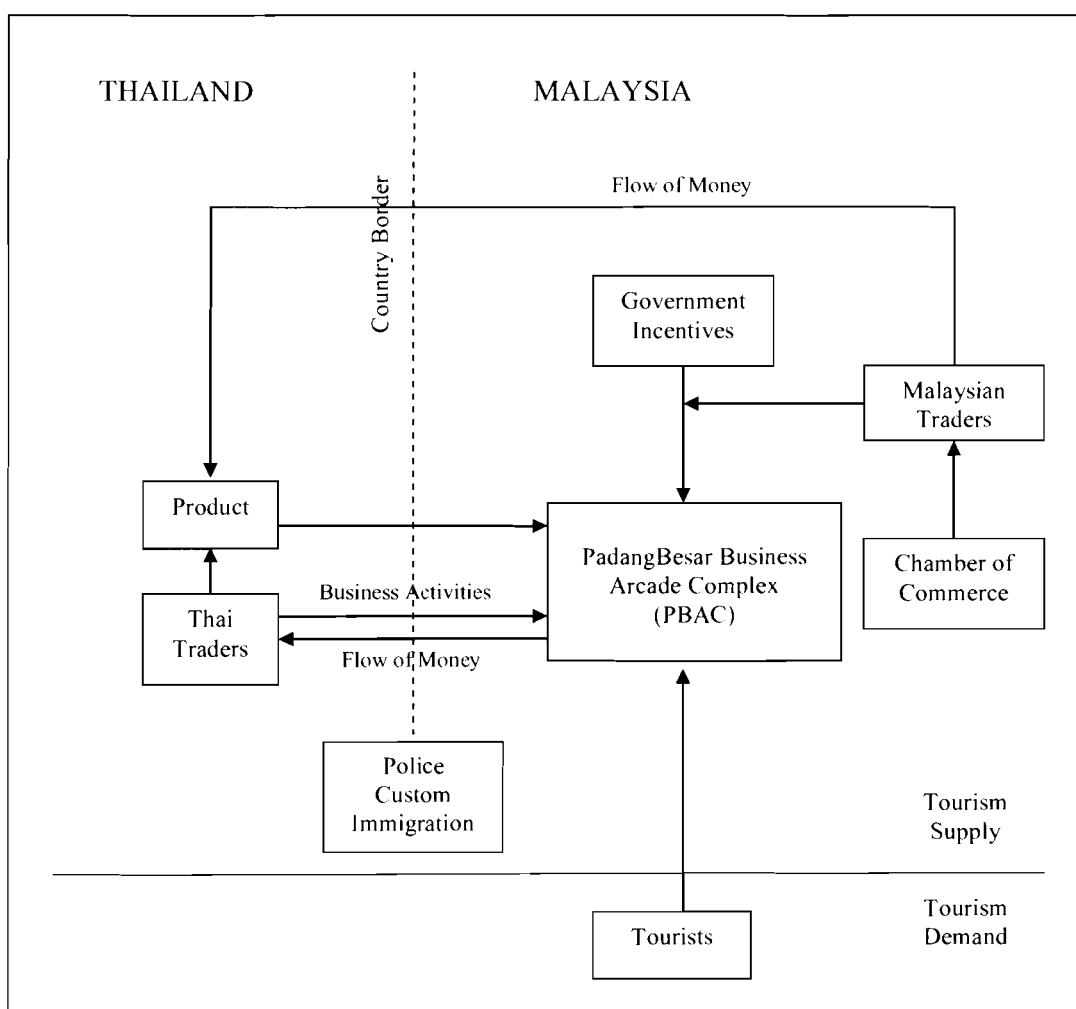 THAILAND
MALAYSIA
Flow of Money
Country Border
Government
Incentives
Malaysian
Traders
Product
PadangBesar Business
Arcade Complex
(PBAC)
Chamber of
Commerce
Business Activities
Thai
Traders
Flow of Money
Police
Custom
Immigration
Tourism
Supply
Tourism
Demand
Tourists